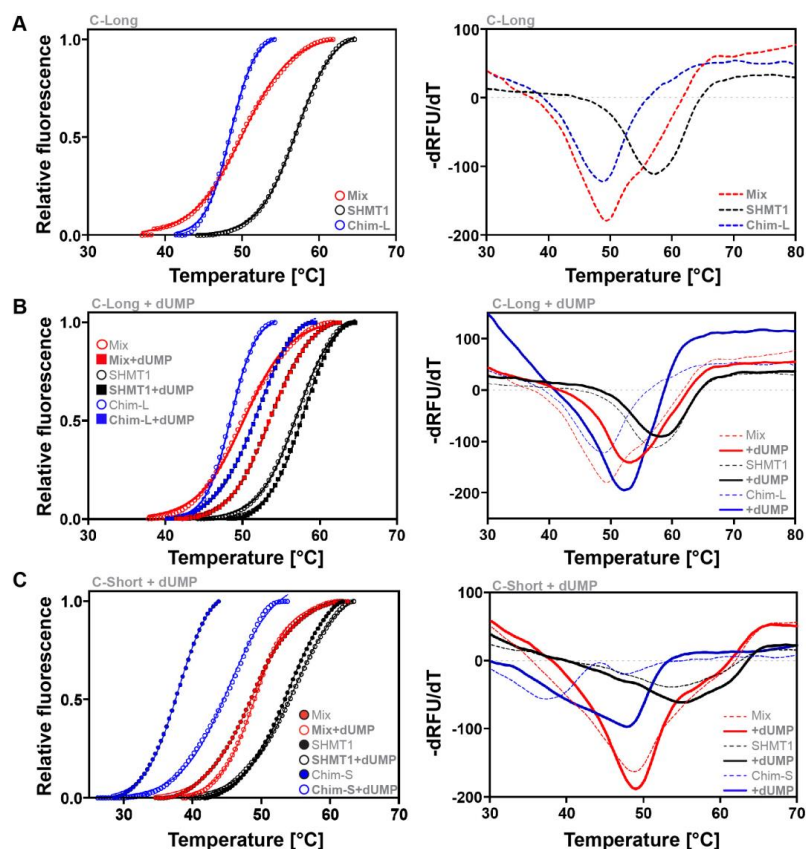 A
C-Long
Relative fluorescence
1.0
0.5
0.0
30
40
50
60
70
Temperature [°C]
Mix
SHMT1
Chim-L
C-Long
-dRFU/dT
100
0
-100
-200
30
40
50
60
70
80
Temperature [°C]
Mix
SHMT1
Chim-L
B
C-Long + dUMP
Relative fluorescence
1.0
0.5
0.0
30
40
50
60
70
Temperature [°C]
Mix
Mix+dUMP
SHMT1
SHMT1+dUMP
Chim-L
Chim-L+dUMP
C-Long + dUMP
-dRFU/dT
100
0
-100
-200
30
40
50
60
70
80
Temperature [°C]
Mix
+dUMP
SHMT1
+dUMP
Chim-L
+dUMP
C
C-Short + dUMP
Relative fluorescence
1.0
0.5
0.0
30
40
50
60
70
Temperature [°C]
Mix
Mix+dUMP
SHMT1
SHMT1+dUMP
Chim-S
Chim-S+dUMP
C-Short + dUMP
-dRFU/dT
100
0
-100
-200
30
40
50
60
70
Temperature [°C]
Mix
+dUMP
SHMT1
+dUMP
Chim-S
+dUMP